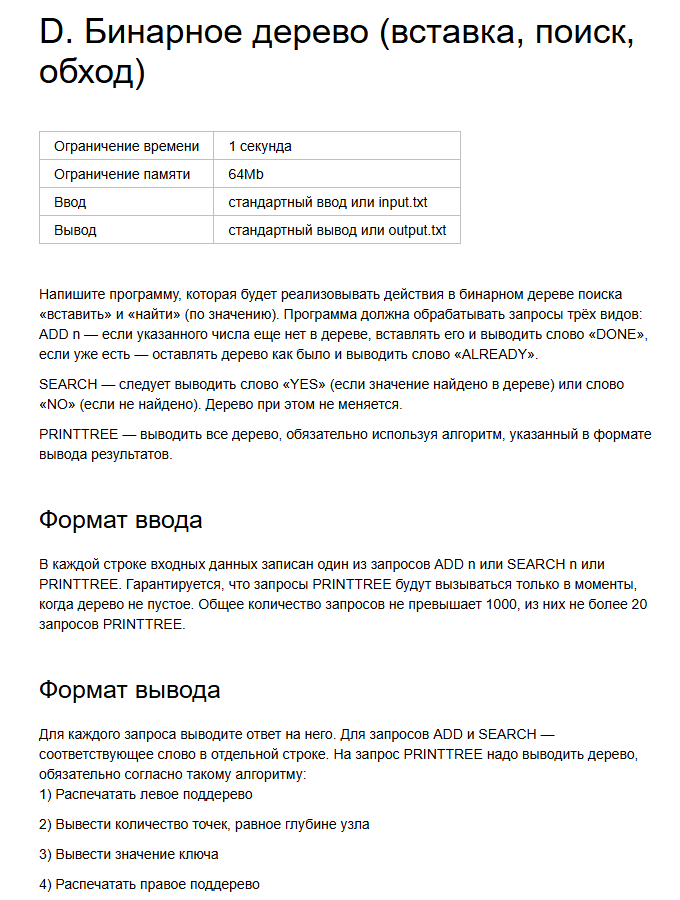 D. Бинарное дерево (вставка, поиск,
обход)
Ограничение времени 1 секунда
Ограничение памяти 64Mb
Ввод стандартный ввод или input.txt
Вывод стандартный вывод или output.txt
Напишите программу, которая будет реализовывать действия в бинарном дереве поиска
«вставить» и «найти» (по значению). Программа должна обрабатывать запросы трёх видов:
ADD n — если указанного числа еще нет в дереве, вставлять его и выводить слово «DONE»,
если уже есть — оставлять дерево как было и выводить слово «ALREADY».
SEARCH — следует выводить слово «YES» (если значение найдено в дереве) или слово
«NO» (если не найдено). Дерево при этом не меняется.
PRINTTREE — выводить все дерево, обязательно используя алгоритм, указанный в формате
вывода результатов.
Формат ввода
В каждой строке входных данных записан один из запросов ADD n или SEARCH n или
PRINTTREE. Гарантируется, что запросы PRINTTREE будут вызываться только в моменты,
когда дерево не пустое. Общее количество запросов не превышает 1000, из них не более 20
запросов PRINTTREE.
Формат вывода
Для каждого запроса выводите ответ на него. Для запросов ADD и SEARCH —
соответствующее слово в отдельной строке. На запрос PRINTTREE надо выводить дерево,
обязательно согласно такому алгоритму:
1) Распечатать левое поддерево
2) Вывести количество точек, равное глубине узла
3) Вывести значение ключа
4) Распечатать правое поддерево